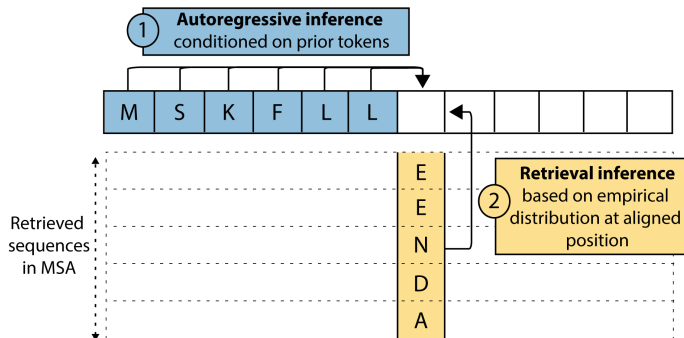 1
Autoregressive inference
conditioned on prior tokens
M S K F L L
E
E
N
D
A
Retrieved
sequences
in MSA
2
Retrieval inference
based on empirical
distribution at aligned
position